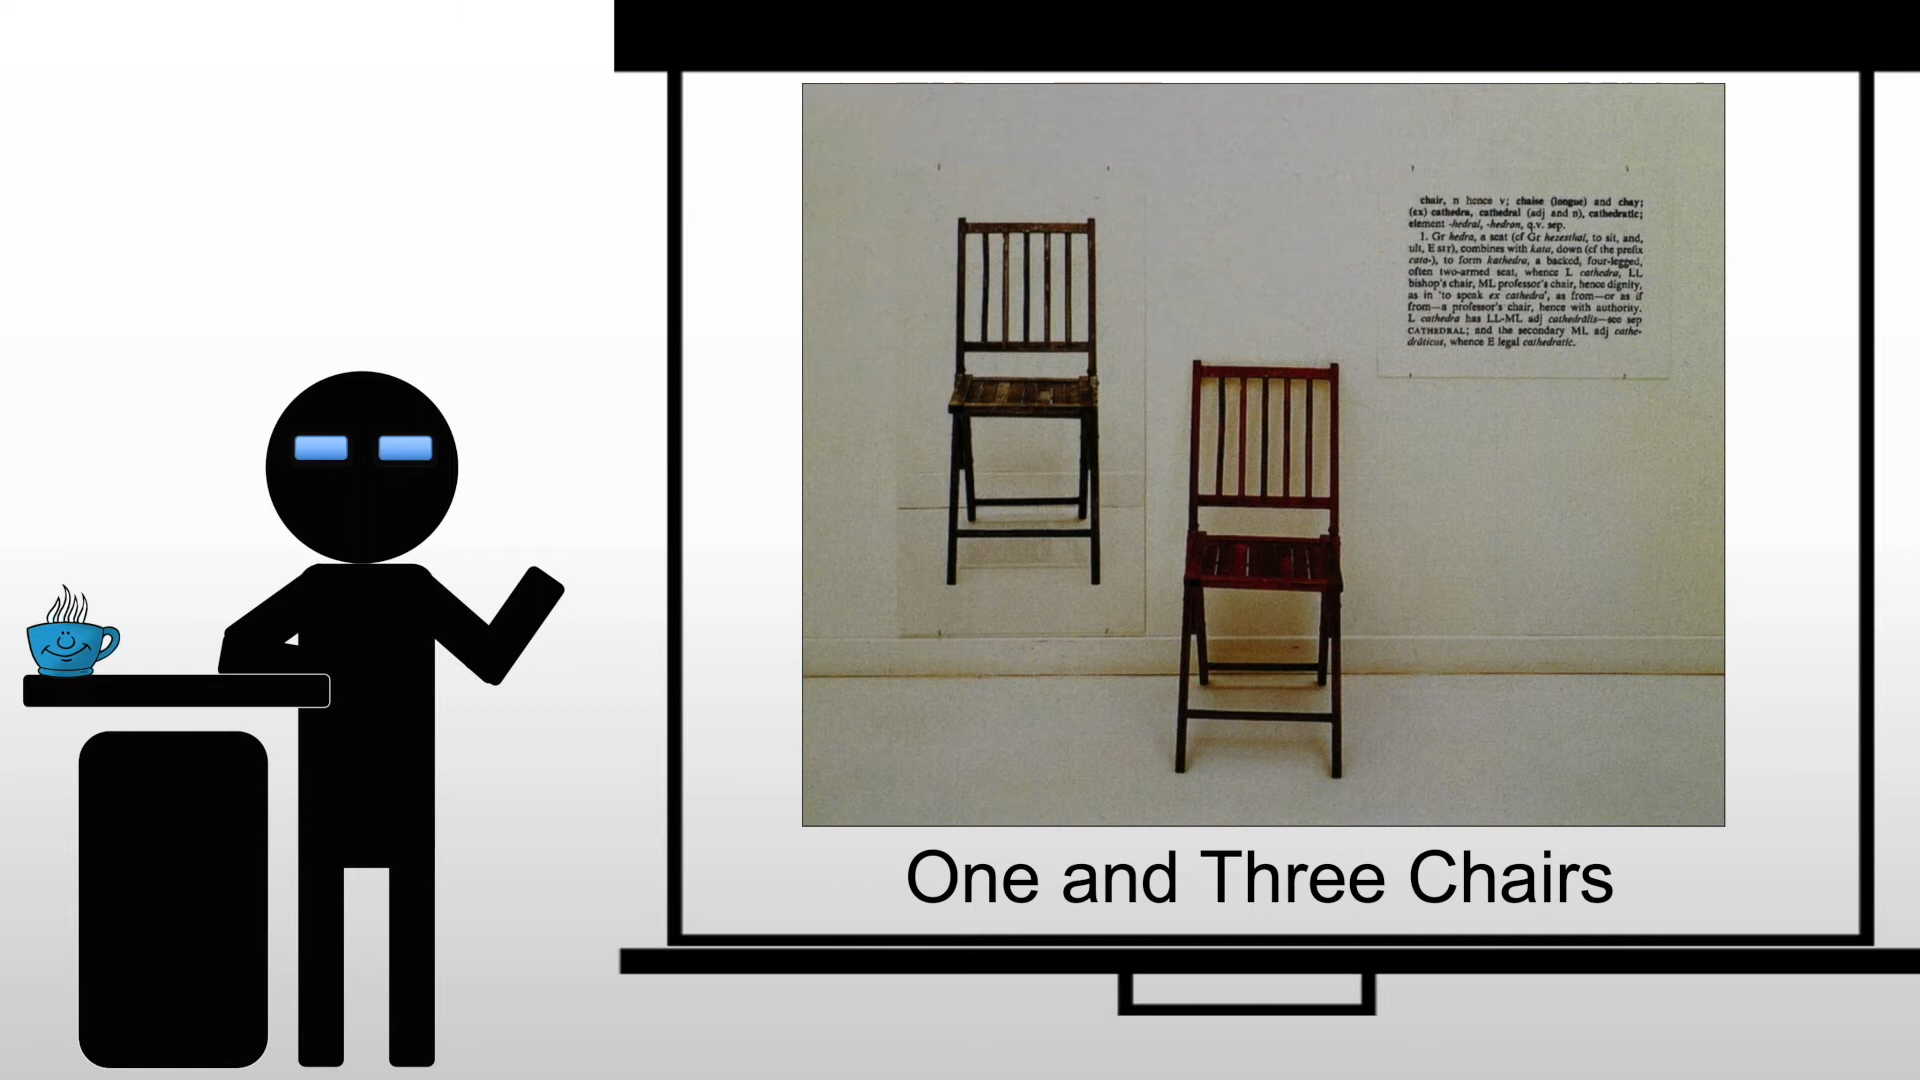 chair, n hence v; chaise (longue) and chay;
(ex) cathedra, cathedral (adj and n), cathedratic;
element -hedral, -hedron, q.v. sep.
1. Gr hedra, a seat (cf Gr hezesthai, to sit, and,
ult, E SIT), combines with kata, down (cf the prefix
cata-), to form kathedra, a backed, four-legged,
often two-armed seat, whence L cathedra, LL
bishop's chair, ML professor's chair, hence dignity,
as in 'to speak ex cathedra', as from—or as if
from—a professor's chair, hence with authority.
L cathedra has LL-ML adj cathedrālis—see sep
CATHEDRAL; and the secondary ML adj cathe-
drāticus, whence E legal cathedratic.
One and Three Chairs